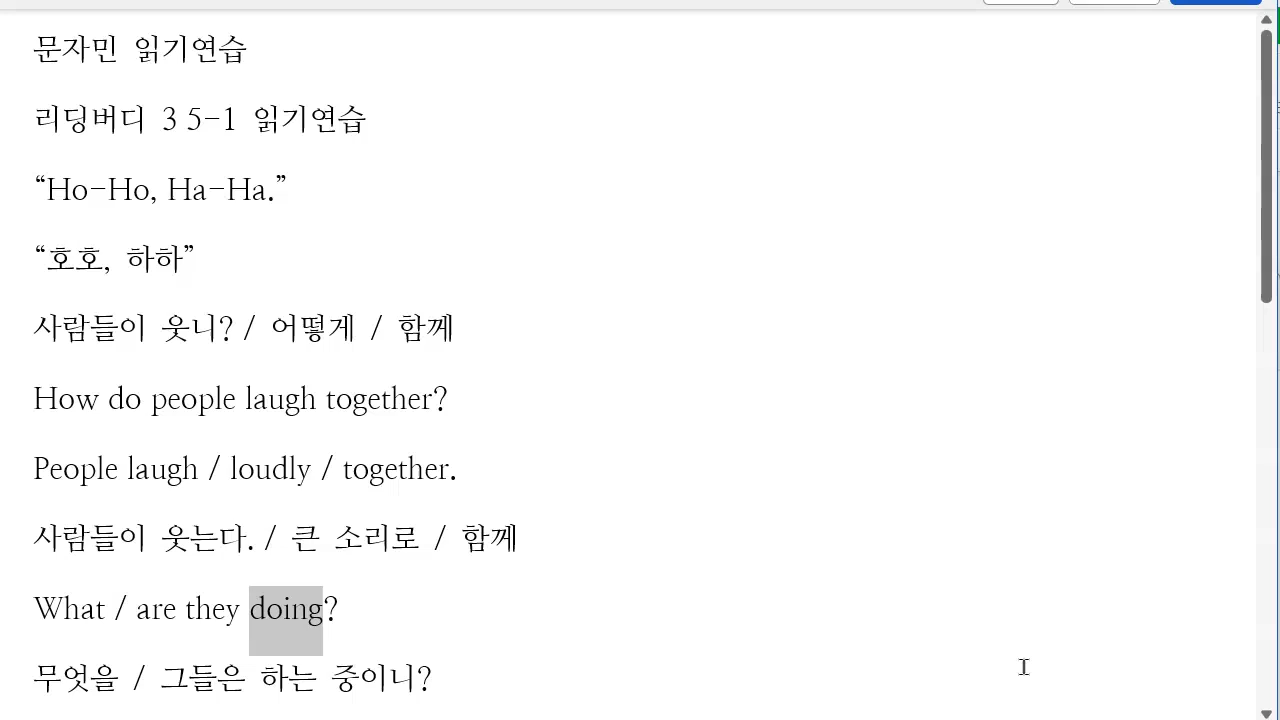 문자민 읽기연습
리딩버디 3 5-1 읽기연습
“Ho-Ho, Ha-Ha.”
“호호, 하하”
사람들이 웃니? / 어떻게 / 함께
How do people laugh together?
People laugh / loudly / together.
사람들이 웃는다. / 큰 소리로 / 함께
What / are they doing?
무엇을 / 그들은 하는 중이니?